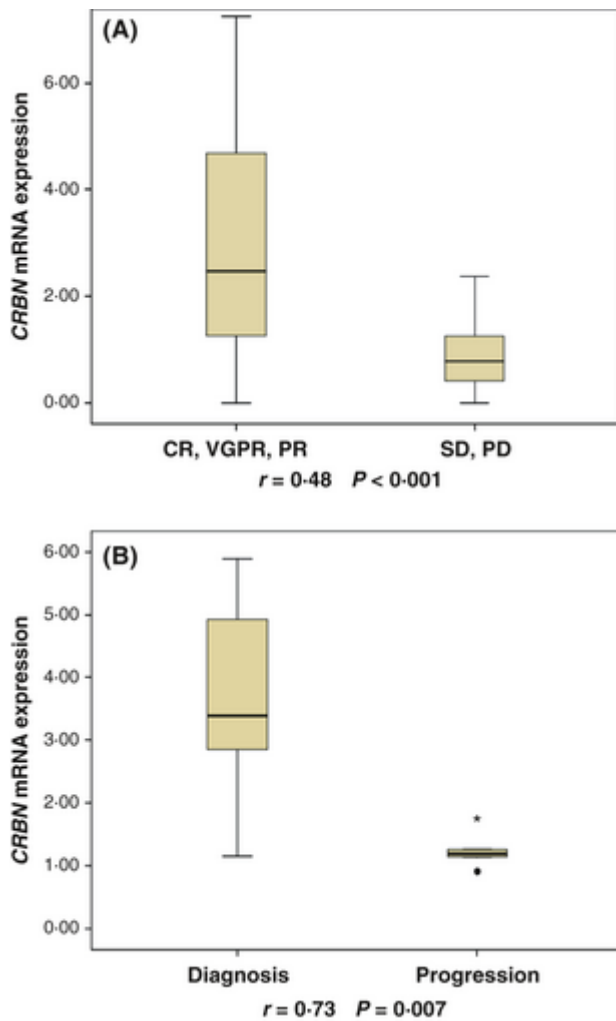 (A)
6·00
4·00
2·00
0·00
CRBN mRNA expression
CR, VGPR, PR SD, PD
r = 0·48 P < 0·001
(B)
6·00
5·00
4·00
3·00
2·00
1·00
0·00
CRBN mRNA expression
Diagnosis Progression
r = 0·73 P = 0·007